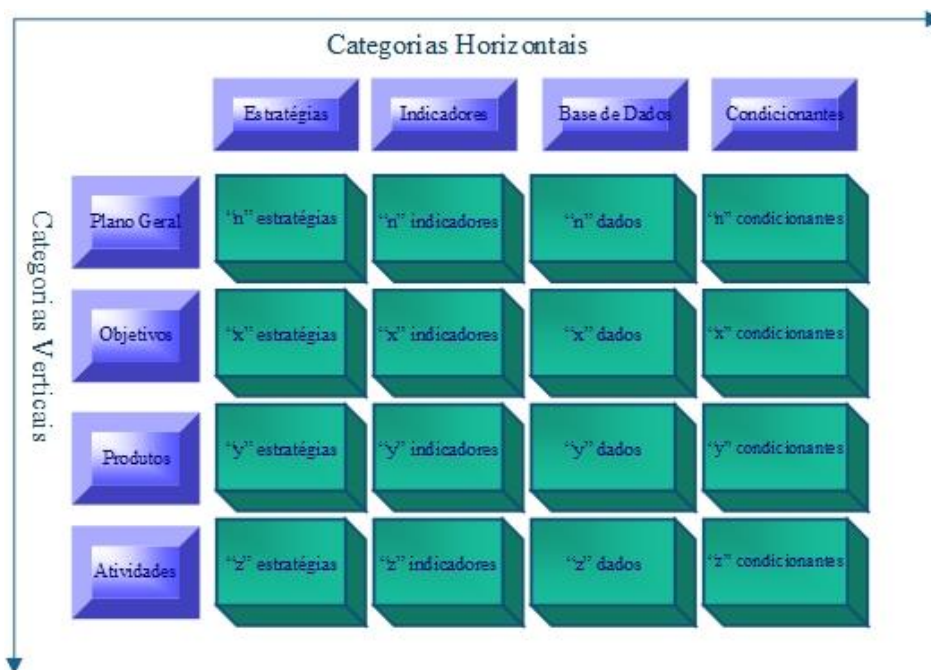 Categorias Horizontais
Estratégias Indicadores Base de Dados Condicionantes
Categorias Verticais
Plano Geral “n” estratégias “n” indicadores “n” dados “n” condicionantes
Objetivos “x” estratégias “x” indicadores “x” dados “x” condicionantes
Produtos “y” estratégias “y” indicadores “y” dados “y” condicionantes
Atividades “z” estratégias “z” indicadores “z” dados “z” condicionantes